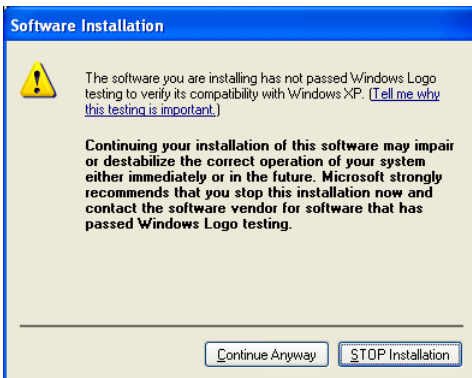 Software Installation
The software you are installing has not passed Windows Logo
testing to verify its compatibility with Windows XP. (Tell me why
this testing is important.)
Continuing your installation of this software may impair
or destabilize the correct operation of your system
either immediately or in the future. Microsoft strongly
recommends that you stop this installation now and
contact the software vendor for software that has
passed Windows Logo testing.
Continue Anyway
STOP Installation